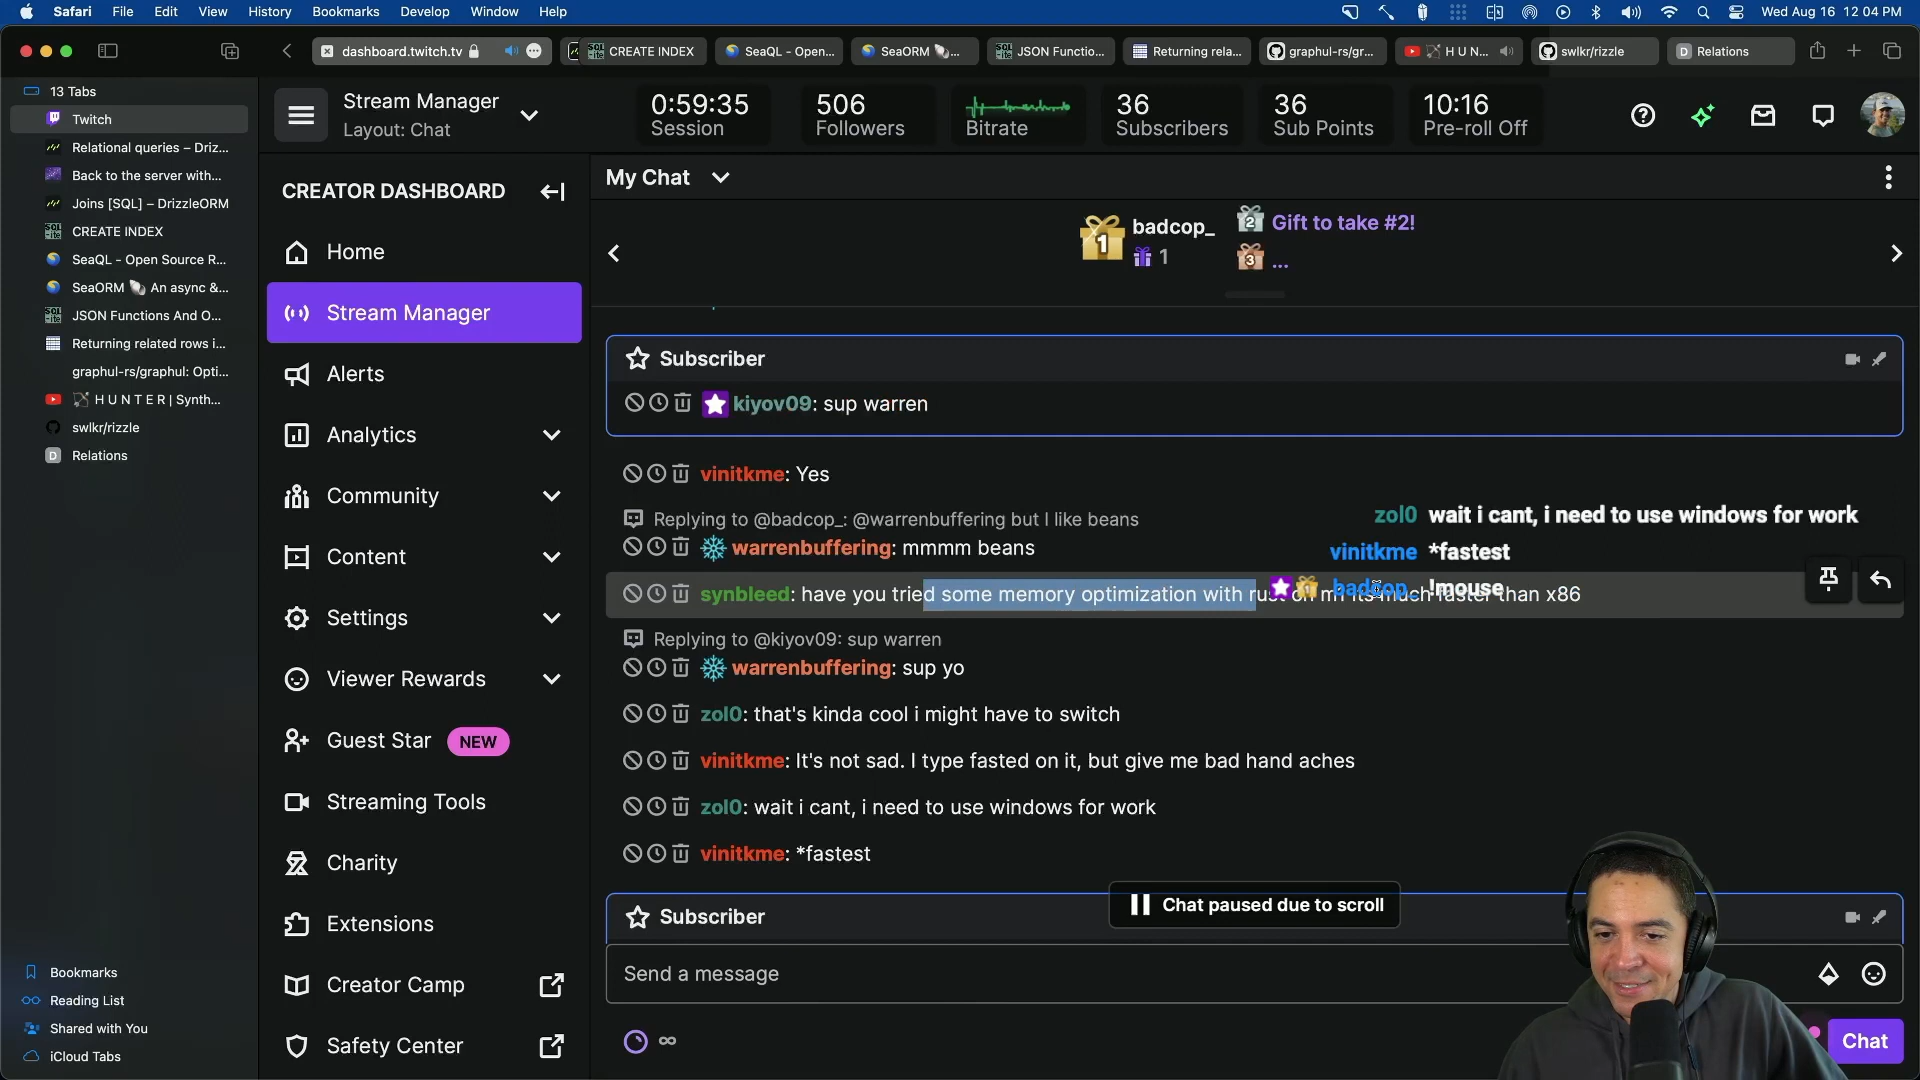 Safari File Edit View History Bookmarks Develop Window Help Wed Aug 16 12:04 PM
dashboard.twitch.tv CREATE INDEX SeaQL - Open... SeaORM 🐚... JSON Functio... Returning rela... graphul-rs/gr... H U N... swlkr/rizzle D Relations
13 Tabs
Twitch
Relational queries – Driz...
Back to the server with...
Joins [SQL] – DrizzleORM
CREATE INDEX
SeaQL - Open Source R...
SeaORM 🐚 An async &...
JSON Functions And O...
Returning related rows i...
graphul-rs/graphul: Opti...
H U N T E R | Synth...
swlkr/rizzle
D Relations
Bookmarks
Reading List
Shared with You
iCloud Tabs
Stream Manager
Layout: Chat
0:59:35
Session
506
Followers
Bitrate
36
Subscribers
36
Sub Points
10:16
Pre-roll Off
CREATOR DASHBOARD
Home
Stream Manager
Alerts
Analytics
Community
Content
Settings
Viewer Rewards
Guest Star NEW
Streaming Tools
Charity
Extensions
Creator Camp
Safety Center
My Chat
1 badcop_
1
2 Gift to take #2!
3 ...
Subscriber
kiyov09: sup warren
vinitkme: Yes
Replying to @badcop_: @warrenbuffering but I like beans
warrenbuffering: mmmm beans
synbleed: have you tried some memory optimization with rust on m1 its much faster than x86
Replying to @kiyov09: sup warren
warrenbuffering: sup yo
zol0: that's kinda cool i might have to switch
vinitkme: It's not sad. I type fasted on it, but give me bad hand aches
zol0: wait i cant, i need to use windows for work
vinitkme: *fastest
Subscriber
Chat paused due to scroll
Send a message
Chat
zol0 wait i cant, i need to use windows for work
vinitkme *fastest
badcop_ !mouse